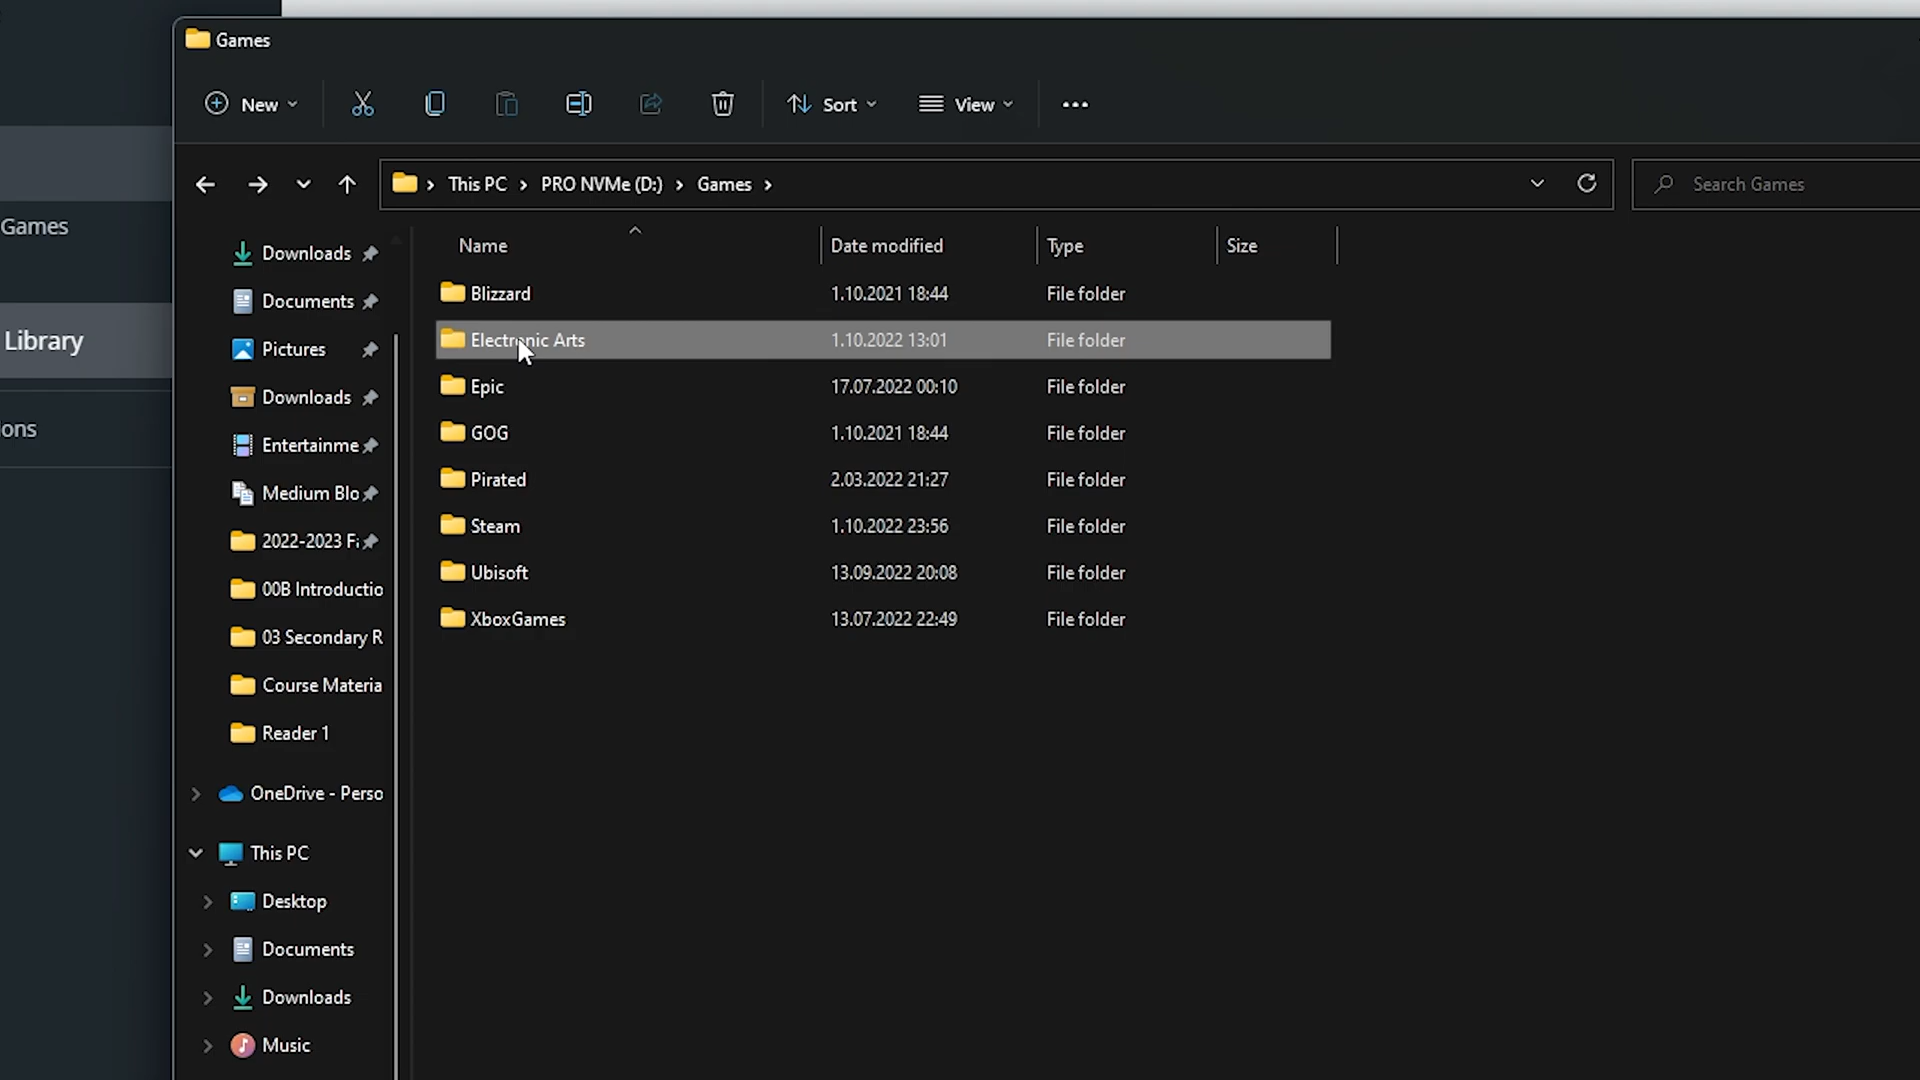 Games
New
Sort
View
This PC
PRO NVMe (D:)
Games
Search Games
Games
Library
ons
Downloads
Documents
Pictures
Downloads
Entertainme
Medium Blo
2022-2023 F
00B Introductio
03 Secondary R
Course Materia
Reader 1
OneDrive - Perso
This PC
Desktop
Documents
Downloads
Music
Name Date modified Type Size
Blizzard 1.10.2021 18:44 File folder
Electronic Arts 1.10.2022 13:01 File folder
Epic 17.07.2022 00:10 File folder
GOG 1.10.2021 18:44 File folder
Pirated 2.03.2022 21:27 File folder
Steam 1.10.2022 23:56 File folder
Ubisoft 13.09.2022 20:08 File folder
XboxGames 13.07.2022 22:49 File folder